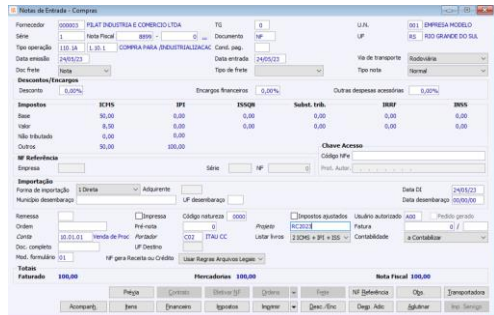 Notas de Entrada - Compras
Fornecedor 000003 PILAT INDUSTRIA E COMERCIO LTDA TG 0 U.N. 001 EMPRESA MODELO
Série 1 Nota Fiscal 8899 - 0 ... Documento NF UF RS RIO GRANDE DO SUL
Tipo operação 110.1A 1.10.1 COMPRA PARA /INDUSTRIALIZACAC Cond. pag.
Data emissão 24/05/23 Data entrada 24/05/23 Via de transporte Rodoviária
Doc frete Nota Tipo de frete Tipo nota Normal
Descontos/Encargos
Desconto 0,00% Encargos financeiros 0,00% Outras despesas acessórias 0,00%
Impostos ICMS IPI ISSQN Subst. trib. IRRF INSS
Base 50,00 0,00 0,00 0,00 0,00 0,00
Valor 8,50 0,00 0,00 0,00 0,00 0,00
Não tributado 0,00 0,00
Outros 50,00 100,00 Chave Acesso
NF Referência Código NFe
Empresa Série NF 0 Prot. Autor.
Importação
Forma de importação 1 Direta Adquirente Data DI 24/05/23
Município desembaraço UF desembaraço Data desembaraço 00/00/00
Remessa Impressa Código natureza 0000 Impostos ajustados Usuário autorizado A00 Pedido gerado
Ordem Pré-nota 0 Projeto RC2023 Fatura 0 /
Conta 10.01.01 Venda de Proc Portador C02 ITAU CC Listar livros 2 ICMS + IPI + ISS Contabilidade a Contabilizar
Doc. completo UF Destino
Mod. formulário 01 NF gera Receita ou Crédito Usar Regras Arquivos Legais
Totais
Faturado 100,00 Mercadorias 100,00 Nota Fiscal 100,00
Prévia Contrato Efetivar NF Ordens Frete NF Referência Obs. Transportadora
Acompanh. Itens Financeiro Impostos Imprimir Desc./Enc Desp. Adic Aglutinar Imp. Serviço